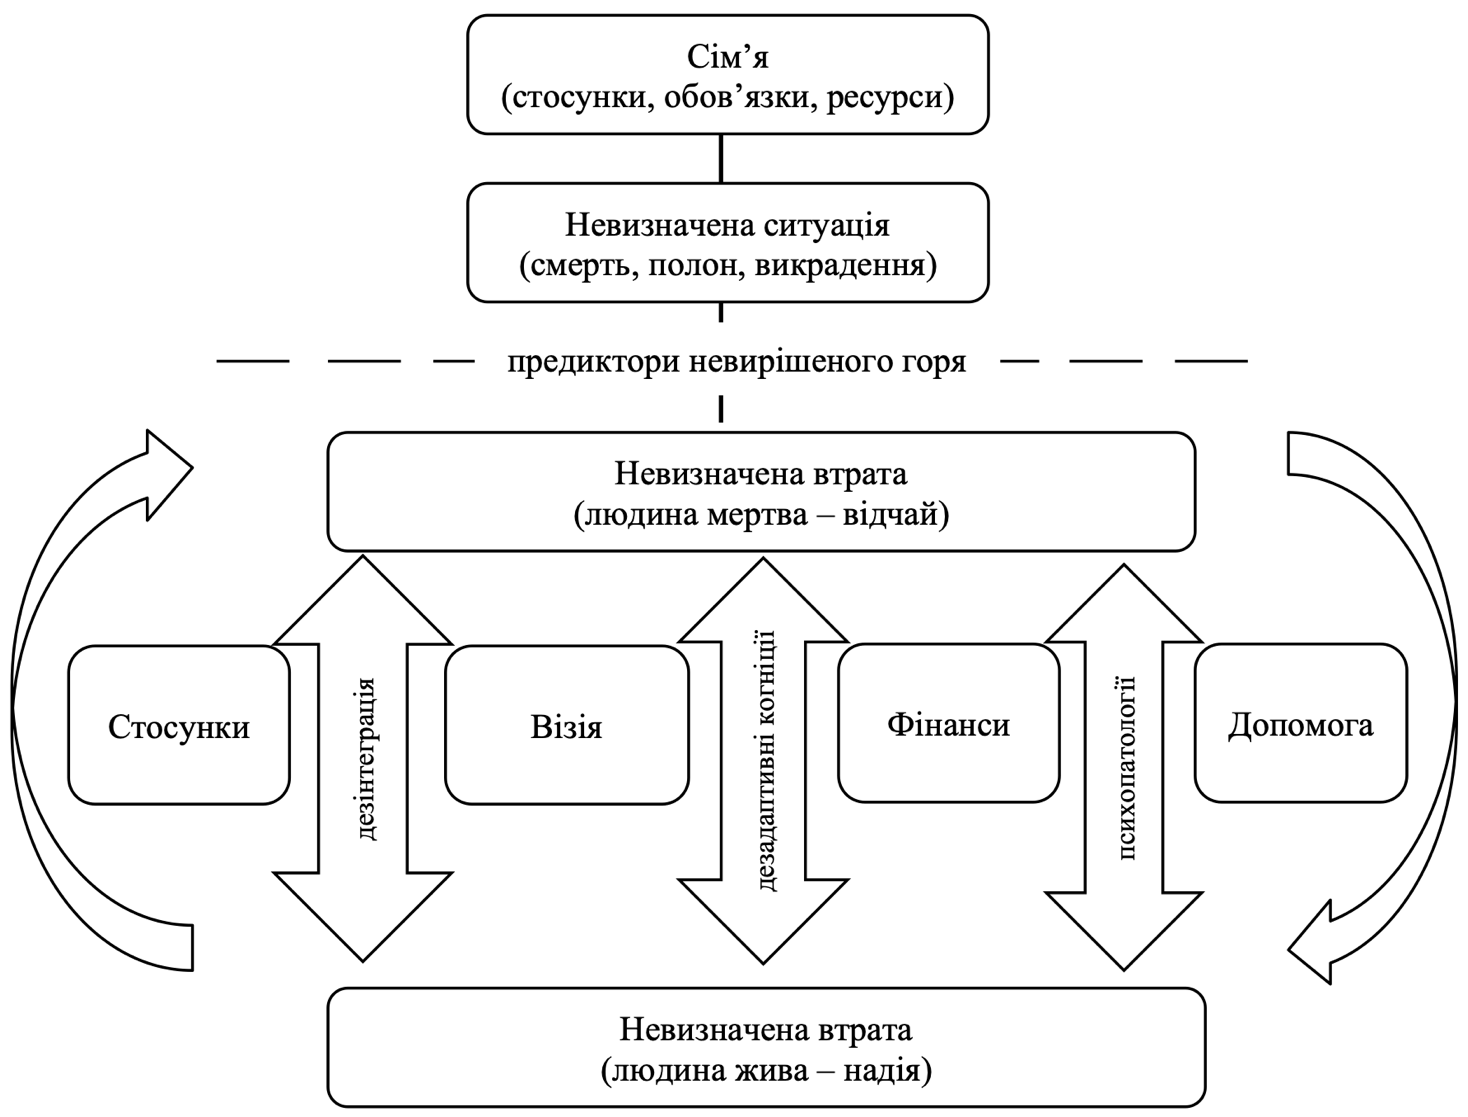 Сім’я
(стосунки, обов’язки, ресурси)
Невизначена ситуація
(смерть, полон, викрадення)
предиктори невирішеного горя
Невизначена втрата
(людина мертва – відчай)
Стосунки
дезінтеграція
Візія
дезадаптивні когніції
Фінанси
психопатології
Допомога
Невизначена втрата
(людина жива – надія)